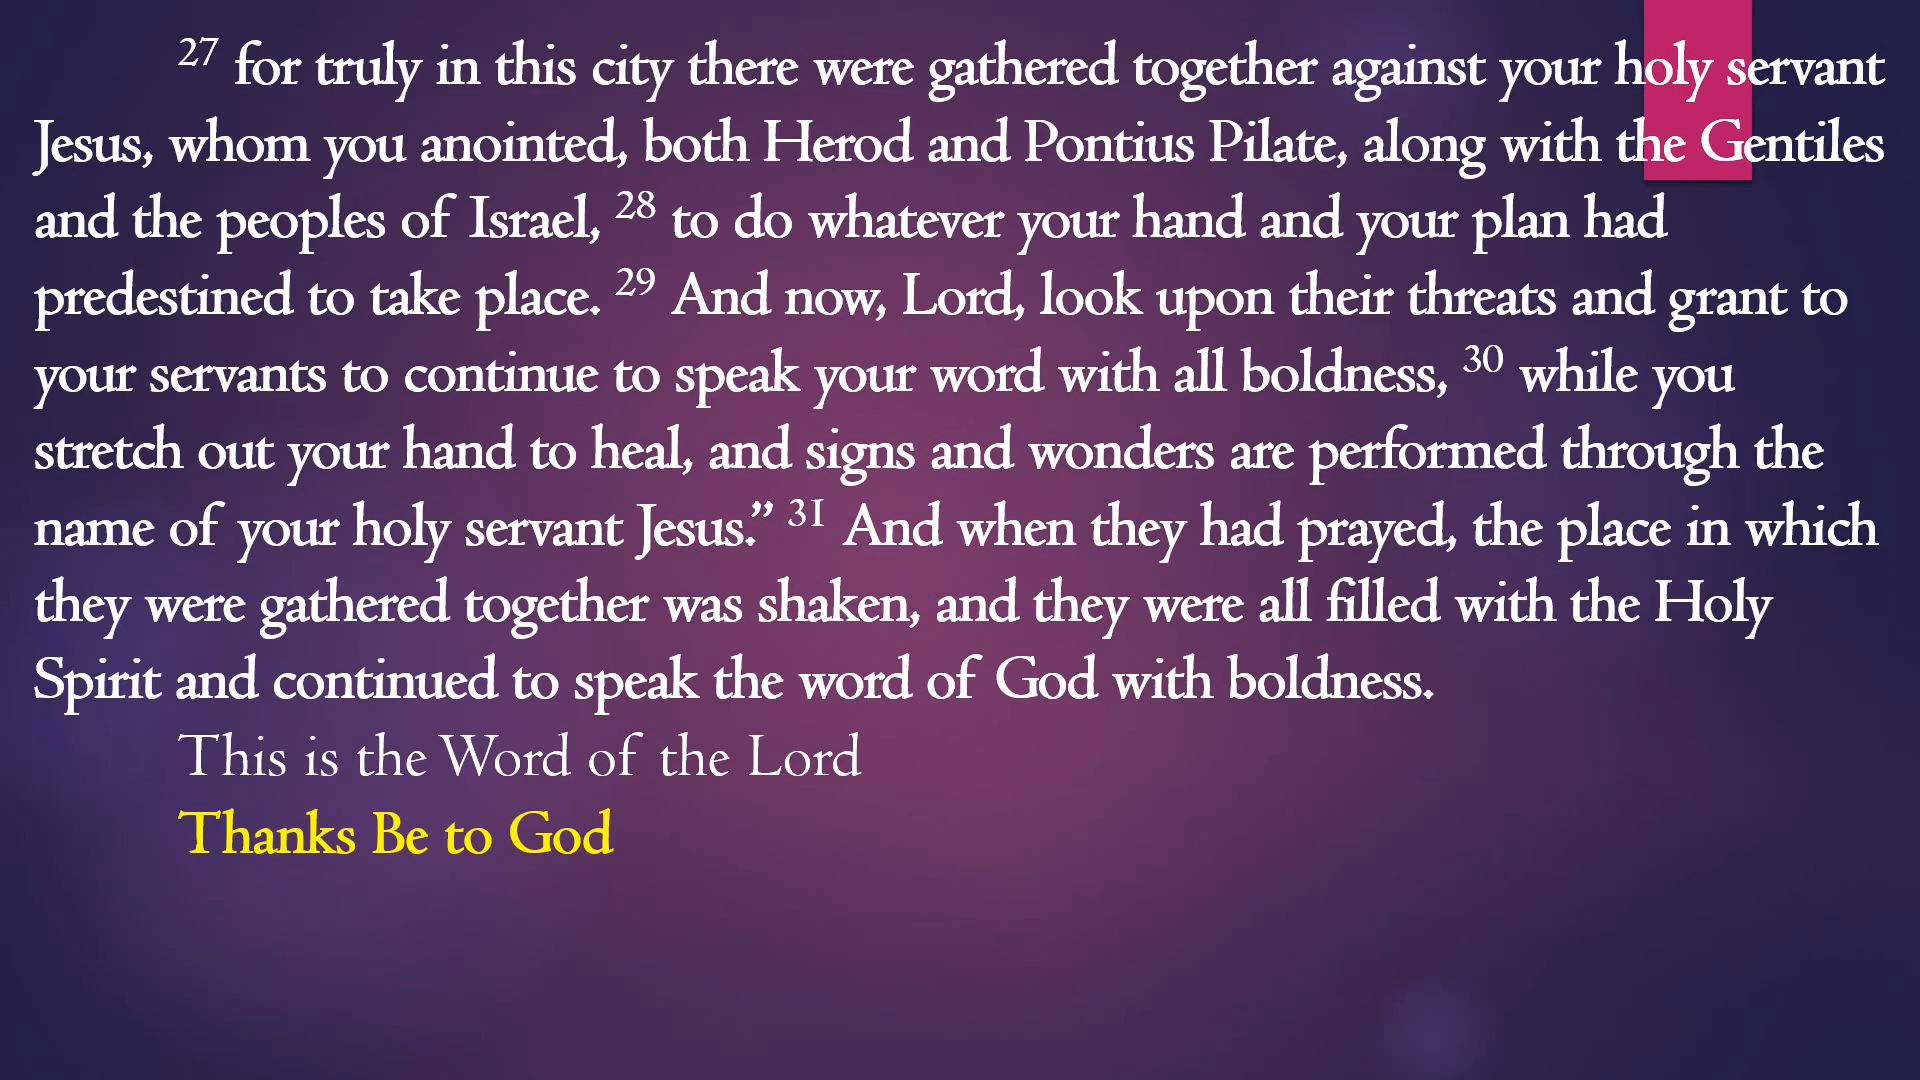 27 for truly in this city there were gathered together against your holy servant
Jesus, whom you anointed, both Herod and Pontius Pilate, along with the Gentiles
and the peoples of Israel, 28 to do whatever your hand and your plan had
predestined to take place. 29 And now, Lord, look upon their threats and grant to
your servants to continue to speak your word with all boldness, 30 while you
stretch out your hand to heal, and signs and wonders are performed through the
name of your holy servant Jesus.” 31 And when they had prayed, the place in which
they were gathered together was shaken, and they were all filled with the Holy
Spirit and continued to speak the word of God with boldness.
This is the Word of the Lord
Thanks Be to God